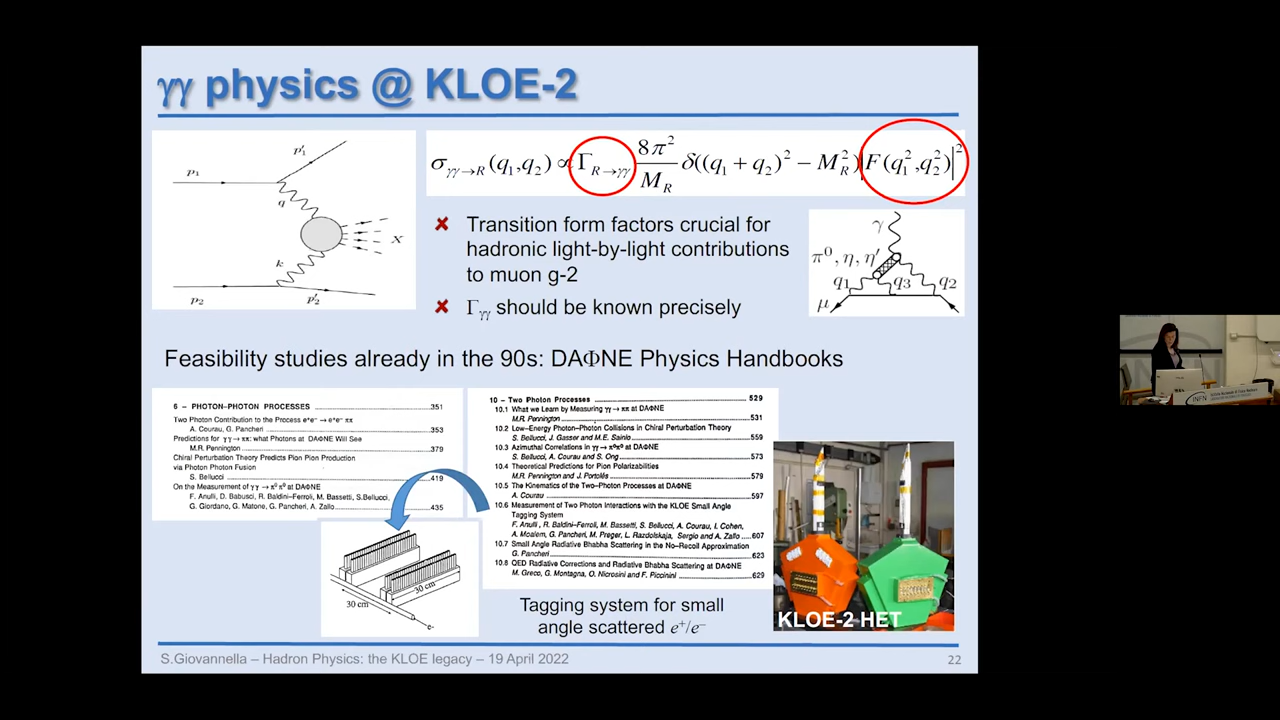 γγ physics @ KLOE-2
p₁
p′₁
q
k
X
p₂
p′₂
σγγ→R (q₁,q₂) ∝ Γ_R→γγ 8π²/M_R δ((q₁ + q₂)² − M_R²)|F(q₁²,q₂²)|²
✘ Transition form factors crucial for
hadronic light-by-light contributions
to muon g-2
✘ Γγγ should be known precisely
γ
π⁰, η, η′
q₁ q₃ q₂
μ
Feasibility studies already in the 90s: DAΦNE Physics Handbooks
6 – PHOTON-PHOTON PROCESSES 351
Two Photon Contribution to the Process e⁺e⁻ → e⁺e⁻ ππ
A. Courau, G. Pancheri 353
Predictions for γγ → ππ: what Photons at DAΦNE Will See
M.R. Pennington 379
Chiral Perturbation Theory Predicts Pion Pion Production
via Photon Photon Fusion
S. Bellucci 419
On the Measurement of γγ → π⁰ π⁰ at DAΦNE
F. Anulli, D. Babusci, R. Baldini-Ferroli, M. Bassetti, S.Bellucci,
G. Giordano, G. Matone, G. Pancheri, A. Zallo 435
10 – Two Photon Processes 529
10.1 What we Learn by Measuring γγ → ππ at DAΦNE
M.R. Pennington 531
10.2 Low-Energy Photon-Photon Collisions in Chiral Perturbation Theory
S. Bellucci, J. Gasser and M.E. Sainio 559
10.3 Azimuthal Correlations in γγ → π⁰π⁰ at DAΦNE
S. Bellucci, A. Courau and S. Ong 573
10.4 Theoretical Predictions for Pion Polarizabilities
M.R. Pennington and J. Portolés 579
10.5 The Kinematics of the Two-Photon Processes at DAΦNE
A. Courau 597
10.6 Measurement of Two Photon Interactions with the KLOE Small Angle
Tagging System
F. Anulli, R. Baldini-Ferroli, M. Bassetti, S. Bellucci, A. Courau, I. Cohen,
A. Moalem, G. Pancheri, M. Preger, L. Razdolskaja, Sergio and A. Zallo 607
10.7 Small Angle Radiative Bhabha Scattering in the No-Recoil Approximation
G. Pancheri 623
10.8 QED Radiative Corrections and Radiative Bhabha Scattering at DAΦNE
M. Greco, G. Montagna, O. Nicrosini and F. Piccinini 629
30 cm
30 cm
e-
Tagging system for small
angle scattered e⁺/e⁻
KLOE-2 HET
S.Giovannella – Hadron Physics: the KLOE legacy – 19 April 2022
22
INFN